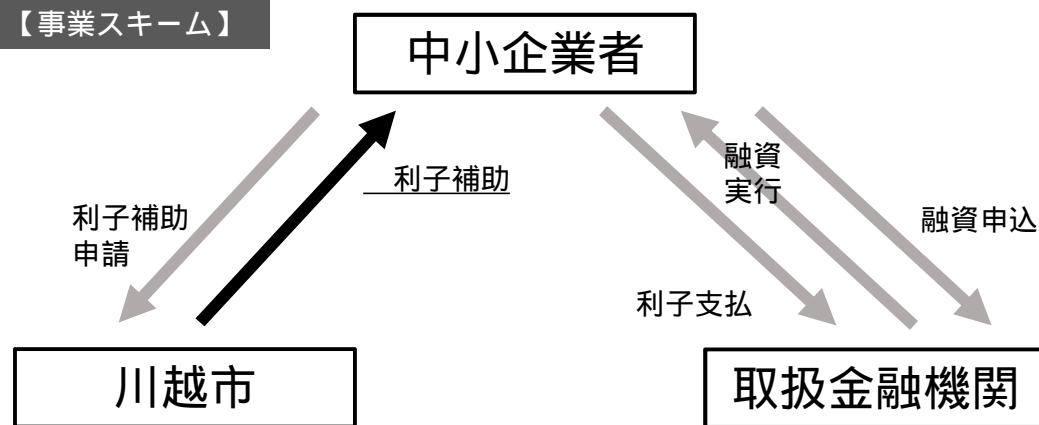 【事業スキーム】
中小企業者
利子補助
申請
利子補助
融資
実行
融資申込
利子支払
川越市
取扱金融機関